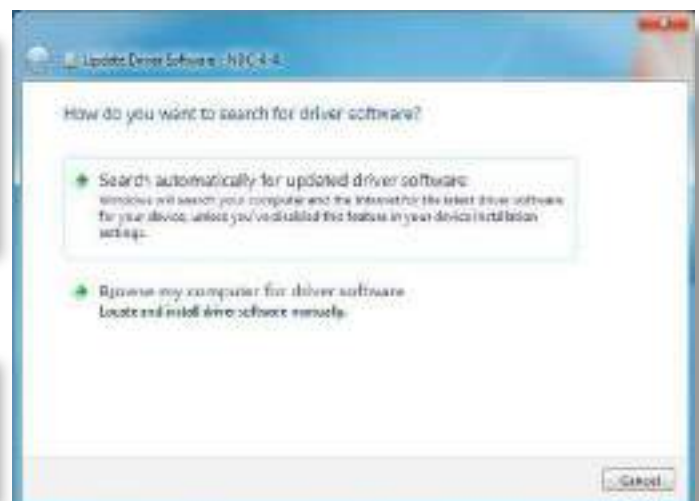 Update Driver Software - NDC-4-4
How do you want to search for driver software?
Search automatically for updated driver software
Windows will search your computer and the Internet for the latest driver software
for your device, unless you've disabled this feature in your device installation
settings.
Browse my computer for driver software
Locate and install driver software manually.
Cancel